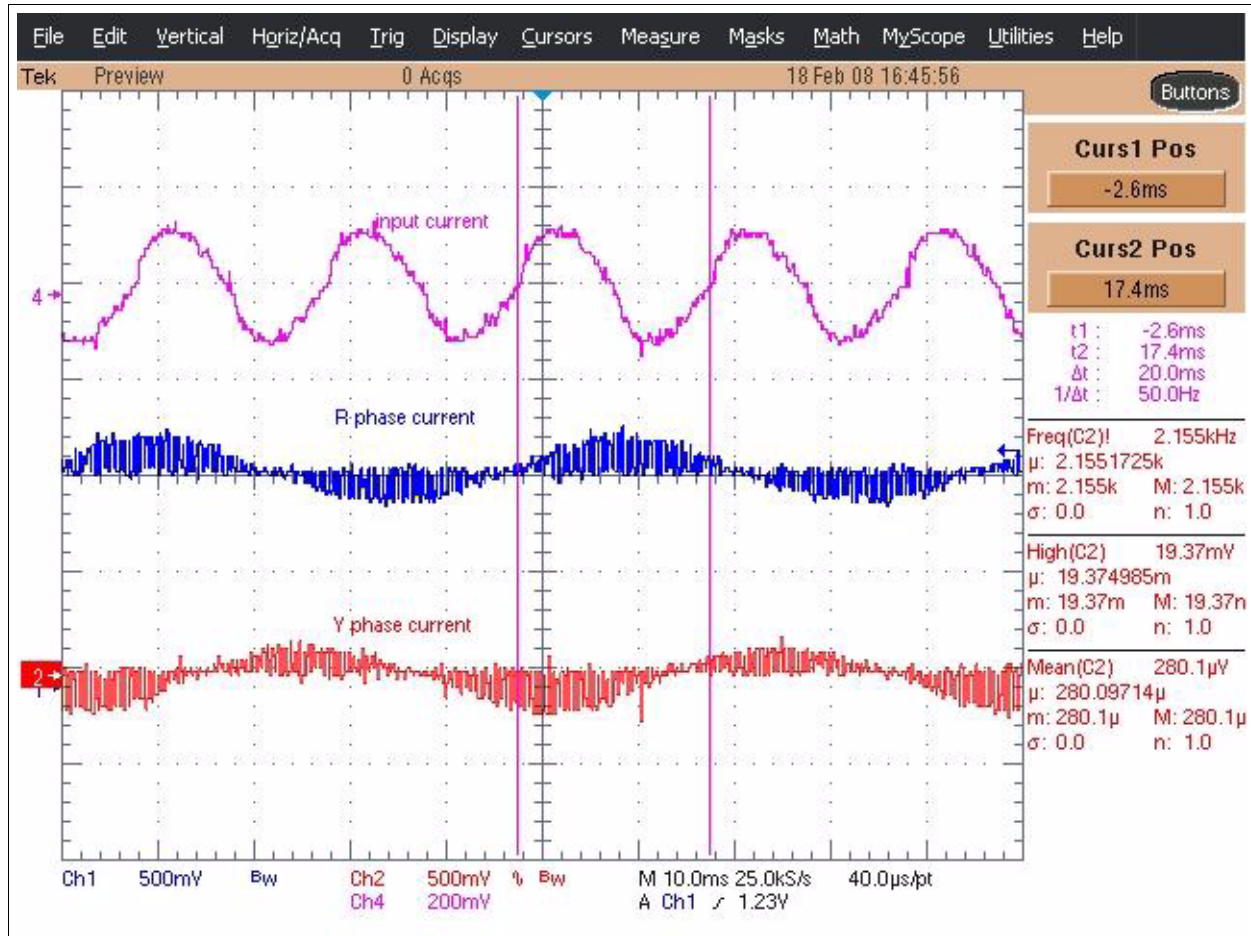 File Edit Vertical Horiz/Acq Trig Display Cursors Measure Masks Math MyScope Utilities Help
Tek Preview 0 Acqs 18 Feb 08 16:45:56
Buttons
Curs1 Pos
-2.6ms
Curs2 Pos
17.4ms
t1 : -2.6ms
t2 : 17.4ms
Δt : 20.0ms
1/Δt : 50.0Hz
Freq(C2)! 2.155kHz
μ: 2.1551725k
m: 2.155k M: 2.155k
σ: 0.0 n: 1.0
High(C2) 19.37mV
μ: 19.374985m
m: 19.37m M: 19.37n
σ: 0.0 n: 1.0
Mean(C2) 280.1μV
μ: 280.09714μ
m: 280.1μ M: 280.1μ
σ: 0.0 n: 1.0
input current
4
R phase current
Y phase current
2
Ch1 500mV Bw Ch2 500mV Bw M 10.0ms 25.0kS/s 40.0μs/pt
Ch4 200mV A Ch1 1.23V